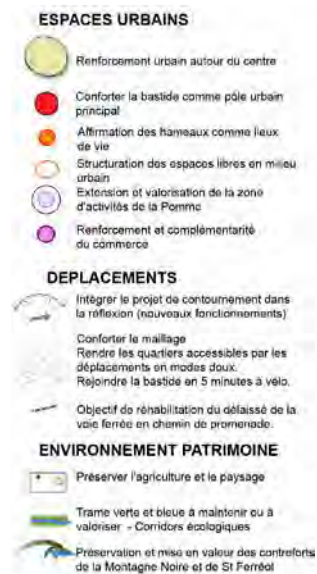 ESPACES URBAINS
Renforcement urbain autour du centre
Conforter la bastide comme pôle urbain
principal
Affirmation des hameaux comme lieux
de vie
Structuration des espaces libres en milieu
urbain
Extension et valorisation de la zone
d'activités de la Pomme
Renforcement et complémentarité
du commerce
DEPLACEMENTS
Intégrer le projet de contournement dans
la réflexion (nouveaux fonctionnements)
Conforter le maillage
Rendre les quartiers accessibles par les
déplacements en modes doux.
Rejoindre la bastide en 5 minutes à vélo.
Objectif de réhabilitation du délaissé de la
voie ferrée en chemin de promenade.
ENVIRONNEMENT PATRIMOINE
Préserver l'agriculture et le paysage
Trame verte et bleue à maintenir ou à
valoriser - Corridors écologiques
Préservation et mise en valeur des contreforts
de la Montagne Noire et de St Ferréol